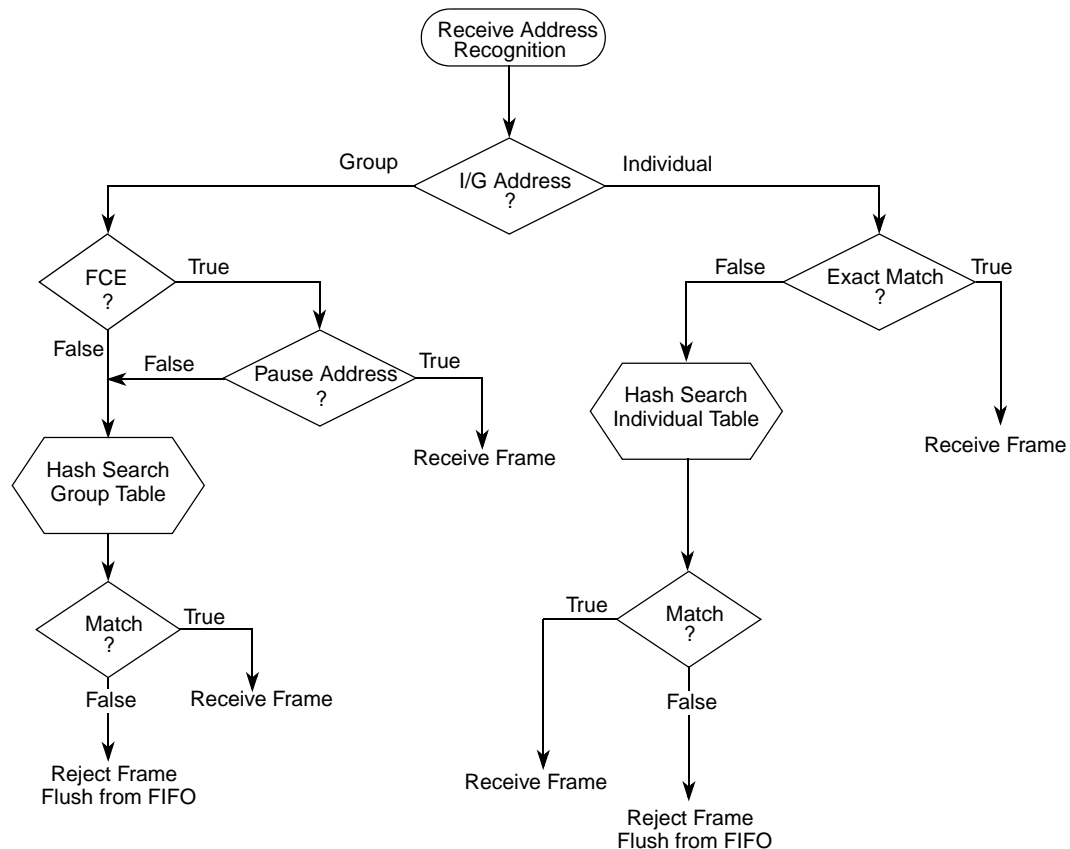 Receive Address
Recognition
Group
I/G Address
?
Individual
FCE
?
True
False
False
Pause Address
?
True
Receive Frame
Hash Search
Group Table
Match
?
True
False
Receive Frame
Reject Frame
Flush from FIFO
False
Exact Match
?
True
Receive Frame
Hash Search
Individual Table
True
Match
?
False
Receive Frame
Reject Frame
Flush from FIFO